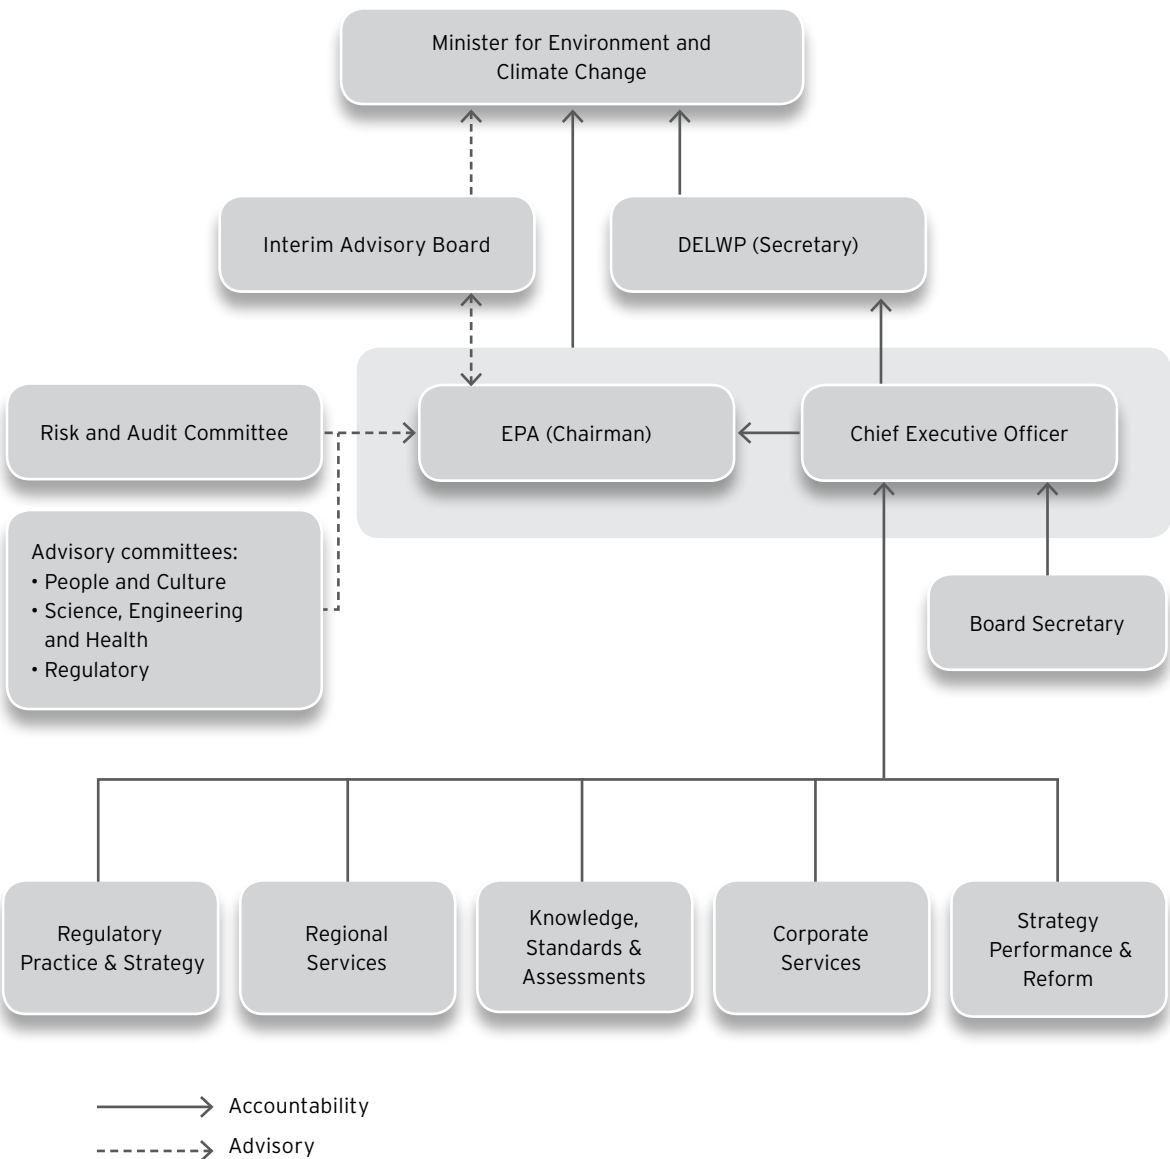 Minister for Environment and
Climate Change
Interim Advisory Board
DELWP (Secretary)
Risk and Audit Committee
EPA (Chairman)
Chief Executive Officer
Advisory committees:
• People and Culture
• Science, Engineering
and Health
• Regulatory
Board Secretary
Regulatory
Practice & Strategy
Regional
Services
Knowledge,
Standards &
Assessments
Corporate
Services
Strategy
Performance &
Reform
Accountability
Advisory